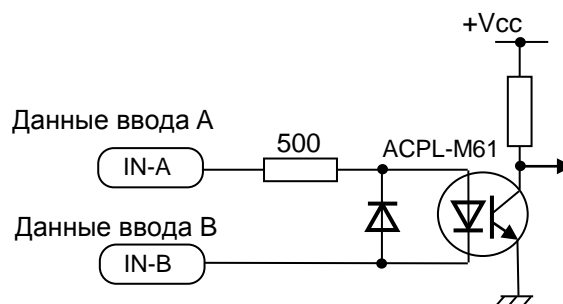 +Vcc
Данные ввода A
500
ACPL-M61
IN-A
Данные ввода B
IN-B